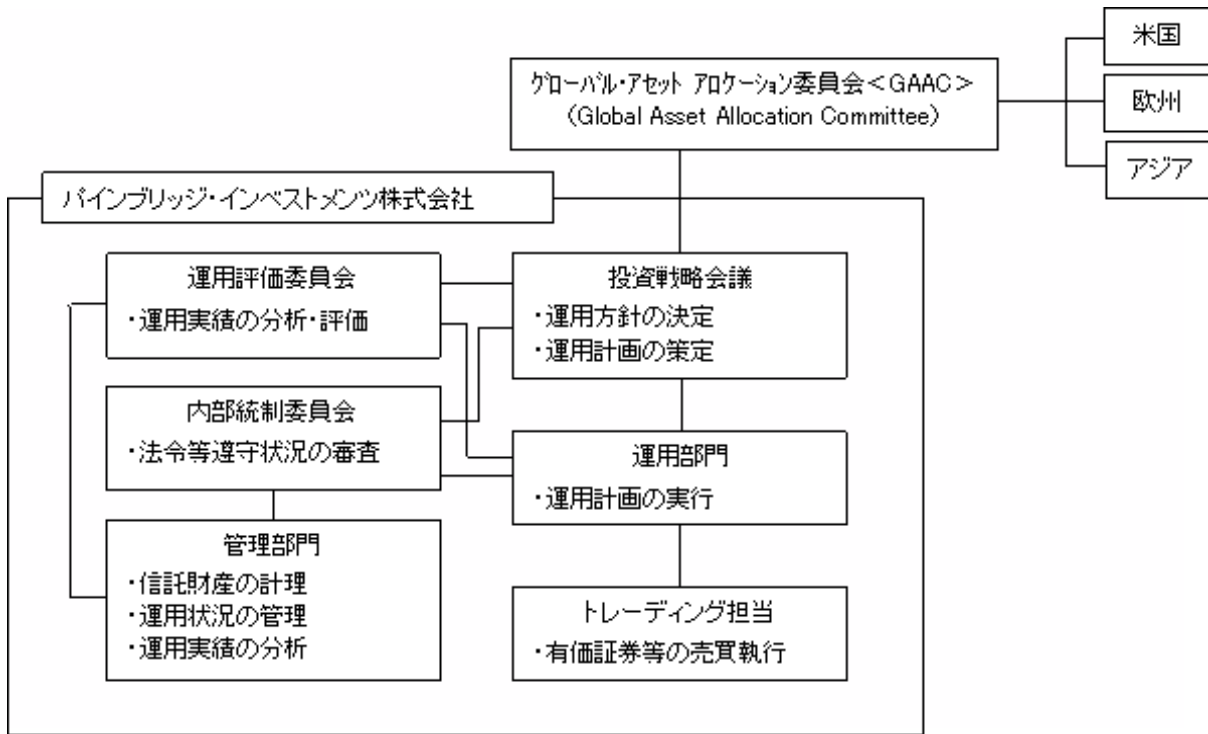 米国
ｸﾞﾛｰﾊﾞﾙ・ｱｾｯﾄ ｱﾛｹｰｼｮﾝ委員会＜GAAC＞
（Global Asset Allocation Committee）
欧州
アジア
パインブリッジ・インベストメンツ株式会社
運用評価委員会
・運用実績の分析・評価
投資戦略会議
・運用方針の決定
・運用計画の策定
内部統制委員会
・法令等遵守状況の審査
運用部門
・運用計画の実行
管理部門
・信託財産の計理
・運用状況の管理
・運用実績の分析
トレーディング担当
・有価証券等の売買執行